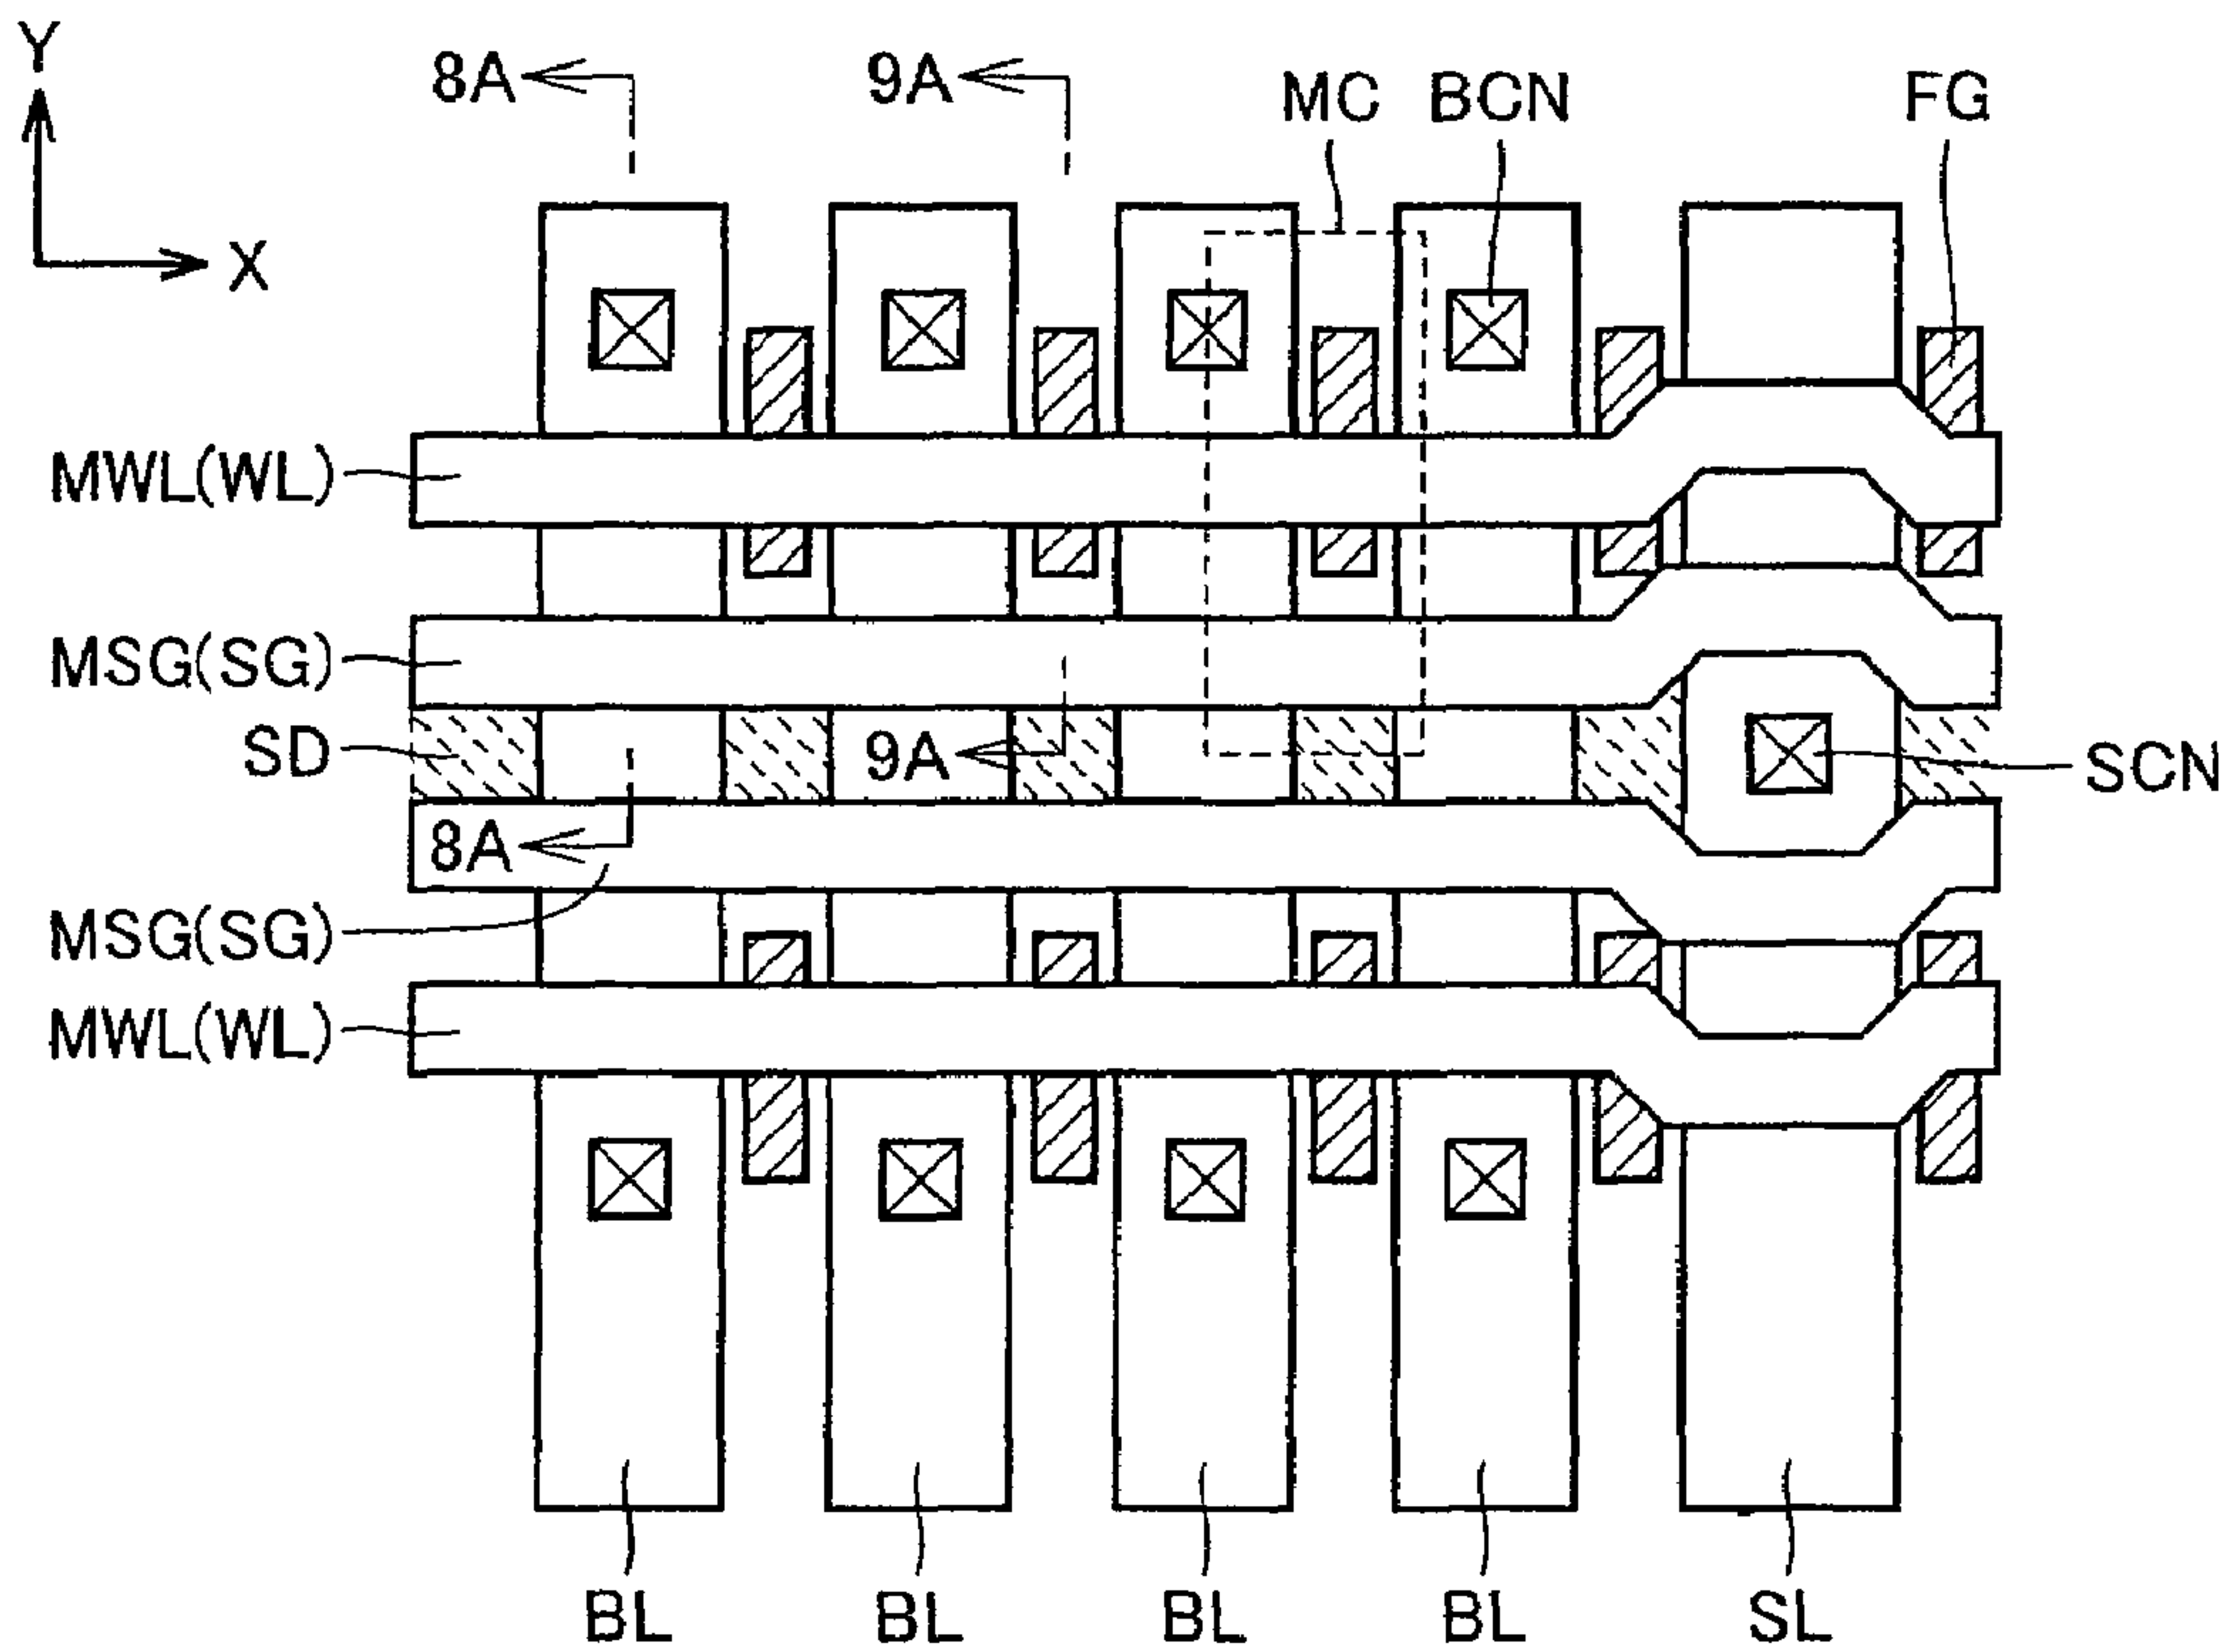 Y
8A
9A
MC
BCN
FG
X
MWL(WL)
MSG(SG)
SD
9A
SCN
8A
MSG(SG)
MWL(WL)
BL
BL
BL
BL
SL